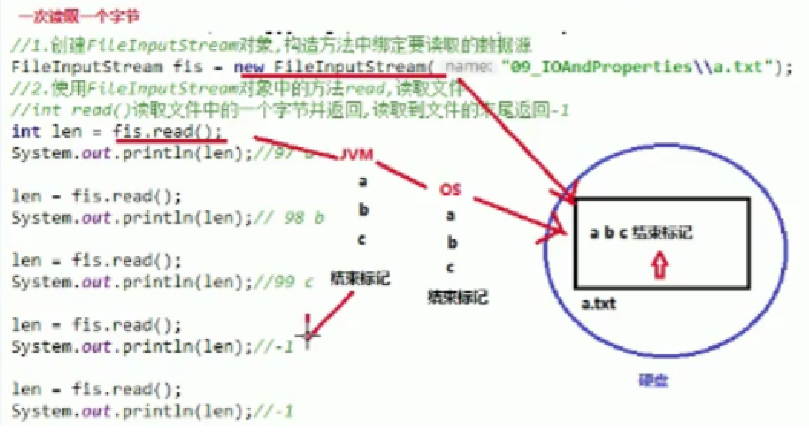 一次读取一个字节
//1.创建FileInputStream对象,构造方法中绑定要读取的数据源
FileInputStream fis = new FileInputStream( name: "09_IOAndProperties\\a.txt");
//2.使用FileInputStream对象中的方法read,读取文件
//int read()读取文件中的一个字节并返回,读取到文件的末尾返回-1
int len = fis.read();
System.out.println(len);//97
len = fis.read();
System.out.println(len);// 98 b
len = fis.read();
System.out.println(len);//99 c
len = fis.read();
System.out.println(len);//-1
len = fis.read();
System.out.println(len);//-1
JVM
a
b
c
结束标记
OS
a
b
c
结束标记
a b c 结束标记
a.txt
硬盘